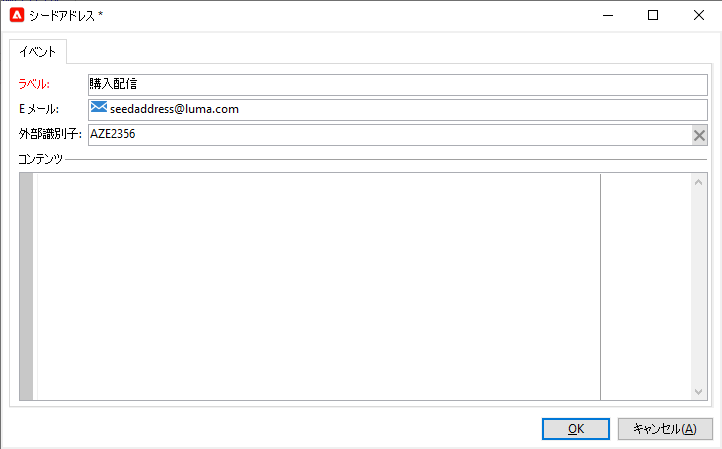 シードアドレス *
イベント
ラベル: 購入配信
Eメール: seedaddress@luma.com
外部識別子: AZE2356
コンテンツ
OK キャンセル(A)